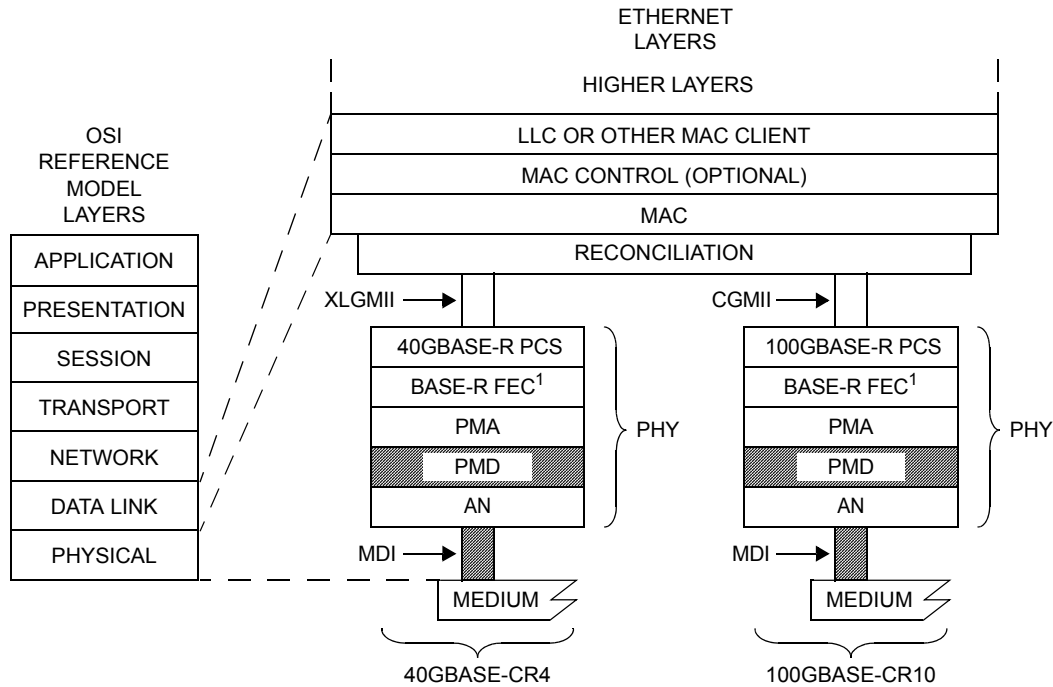 ETHERNET
LAYERS
HIGHER LAYERS
LLC OR OTHER MAC CLIENT
MAC CONTROL (OPTIONAL)
MAC
RECONCILIATION
OSI
REFERENCE
MODEL
LAYERS
APPLICATION
PRESENTATION
SESSION
TRANSPORT
NETWORK
DATA LINK
PHYSICAL
XLGMII
40GBASE-R PCS
BASE-R FEC¹
PMA
PMD
AN
PHY
MDI
MEDIUM
40GBASE-CR4
CGMII
100GBASE-R PCS
BASE-R FEC¹
PMA
PMD
AN
PHY
MDI
MEDIUM
100GBASE-CR10